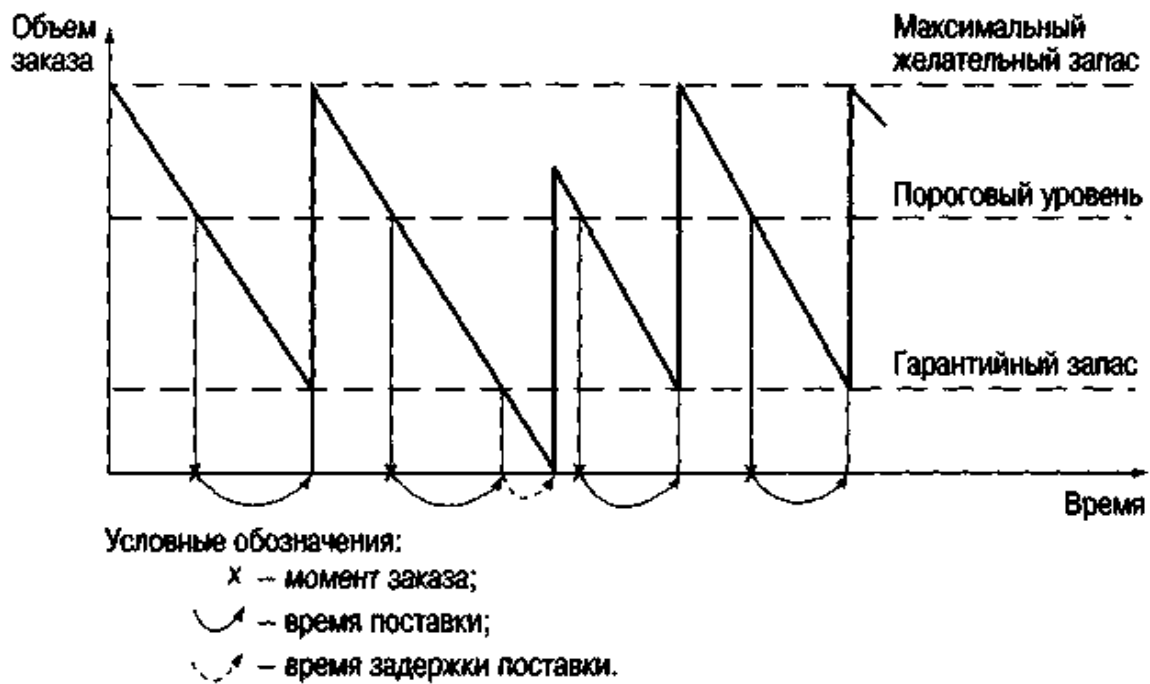 Объем
заказа
Максимальный
желательный запас
Пороговый уровень
Гарантийный запас
Время
Условные обозначения:
x – момент заказа;
– время поставки;
– время задержки поставки.